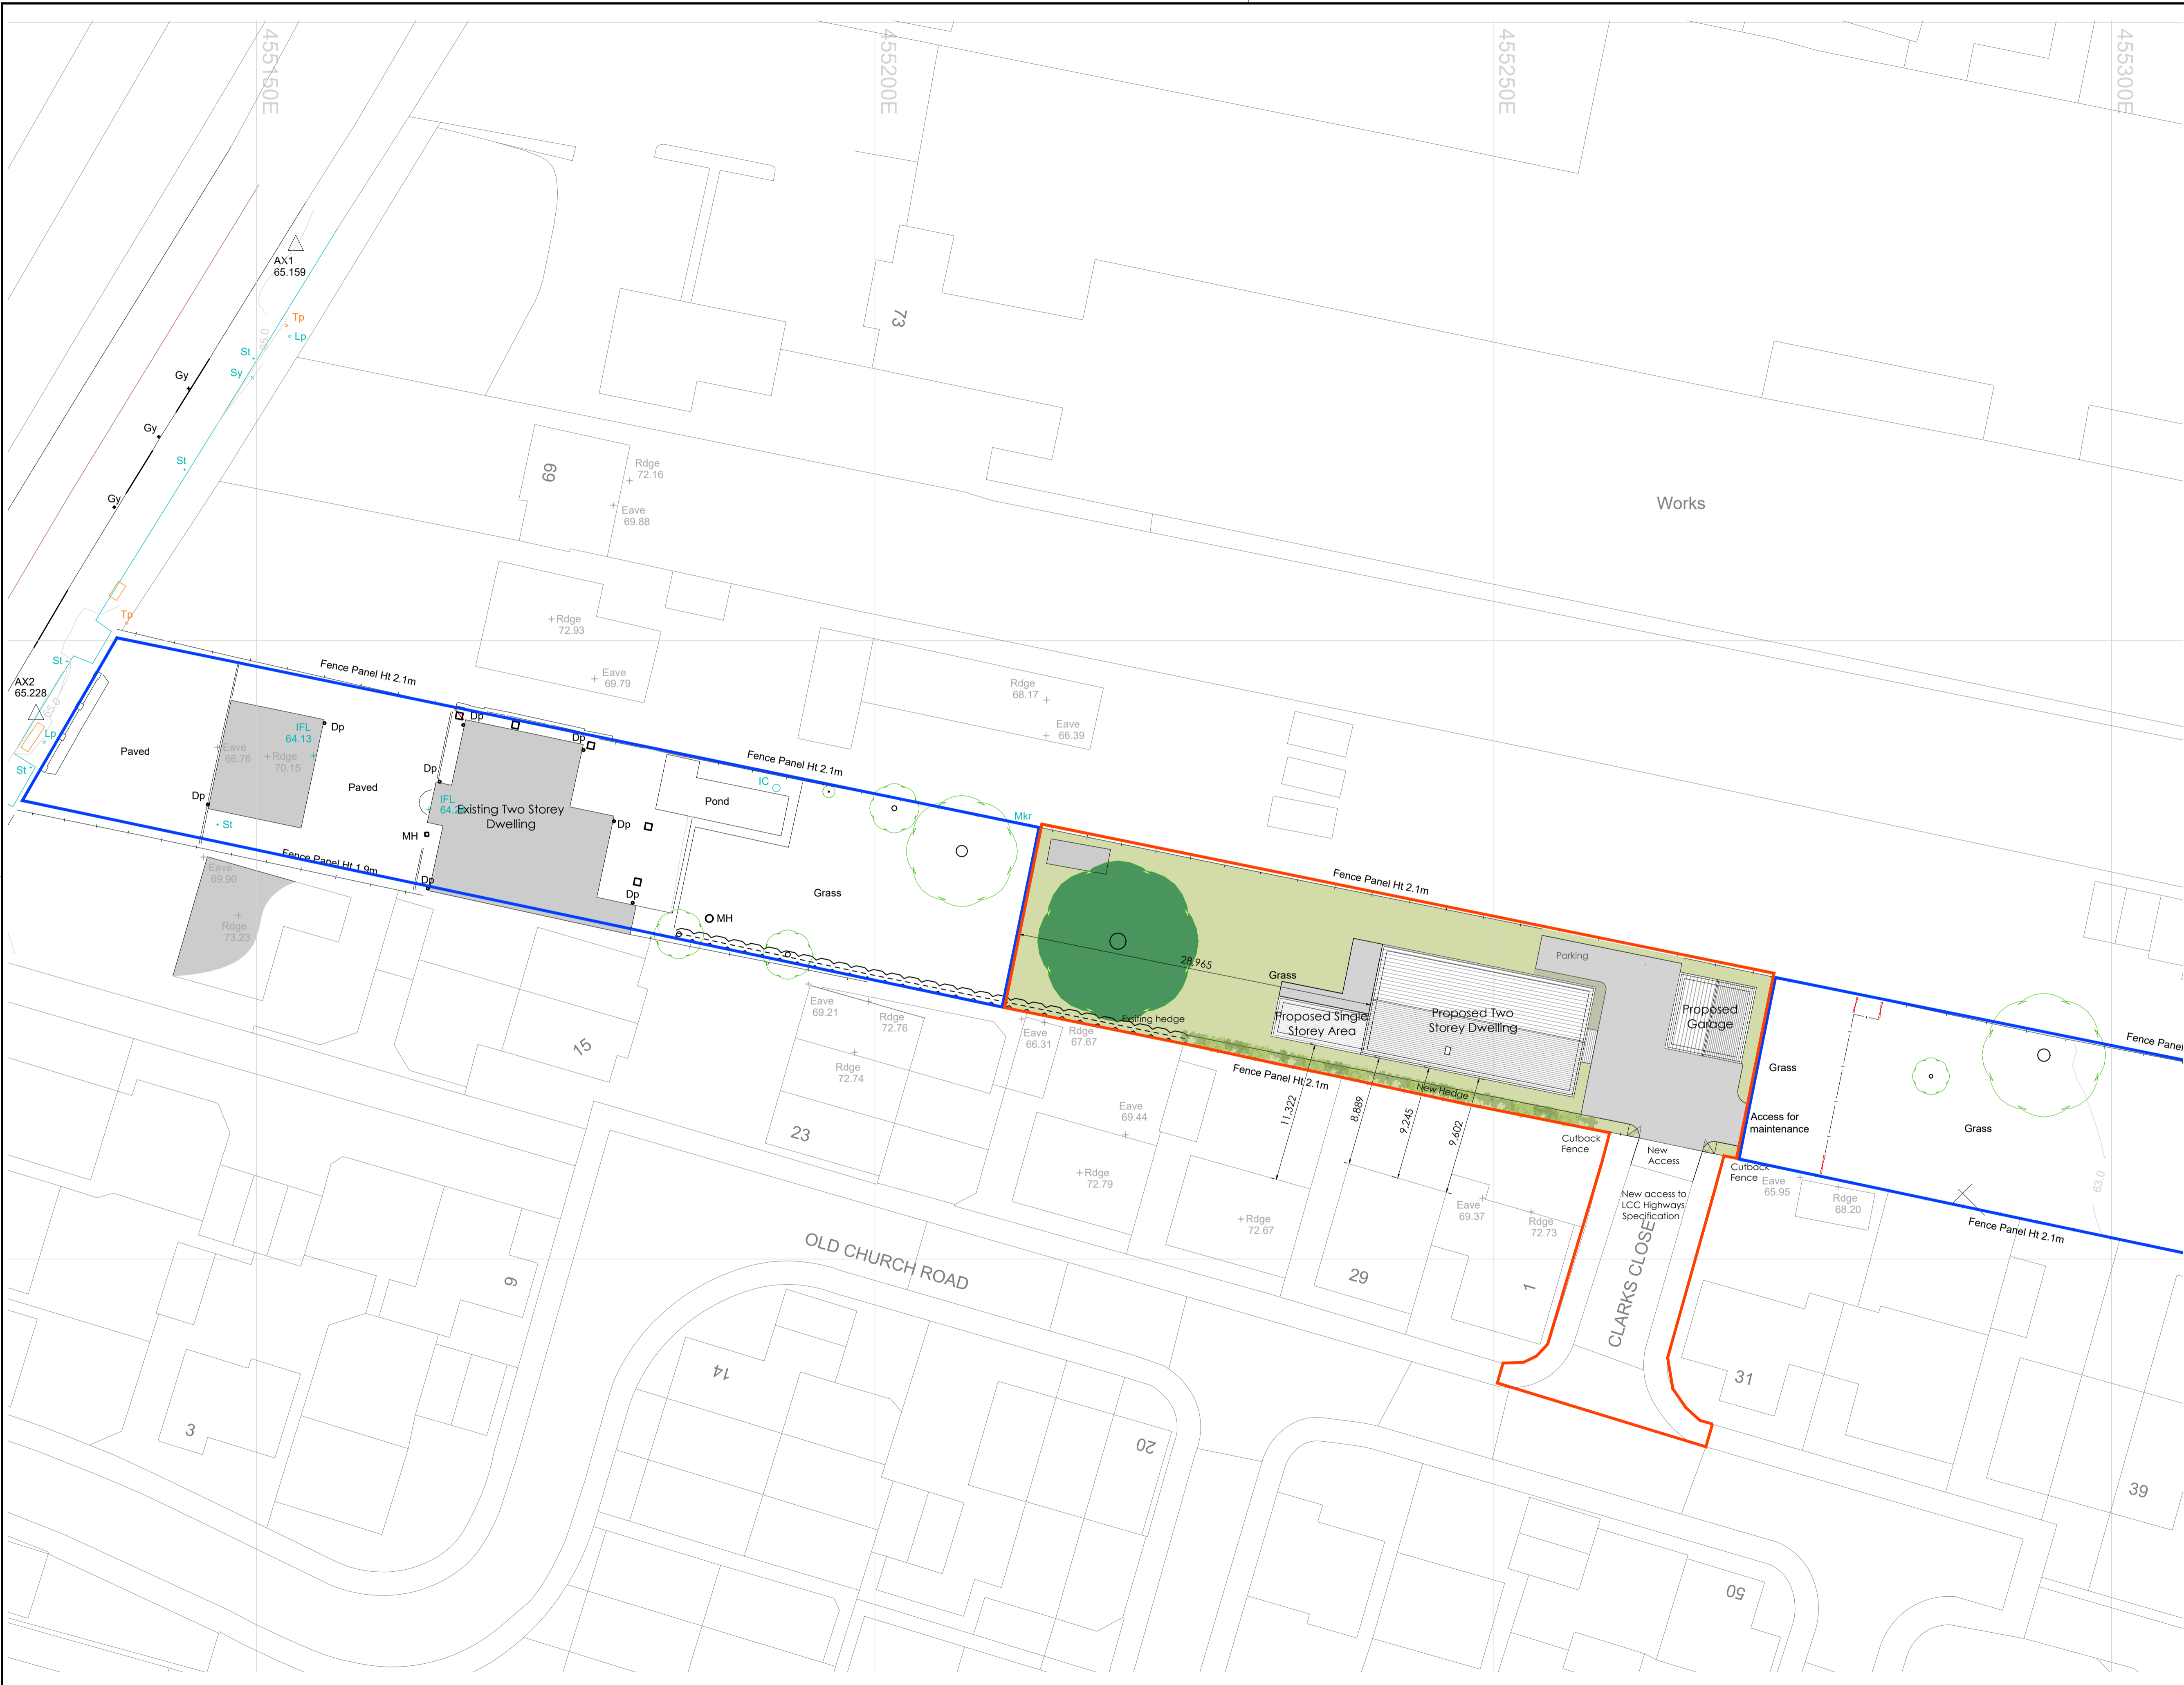 455150E
455200E
455250E
455300E
AX1
65.159
Tp
Lp
65.0
St
Sy
73
Gy
Gy
St
Gy
69
Rdge
72.16
Eave
69.88
Works
Tp
Rdge
72.93
St
Fence Panel Ht 2.1m
Eave
69.79
AX2
65.228
65.0
Rdge
68.17
Eave
66.39
Lp
St
Paved
Eave
66.76
Rdge
70.15
IFL
64.13
Dp
Dp
Dp
Dp
Paved
Dp
IFL
Existing Two Storey
Dwelling
Fence Panel Ht 2.1m
IC
Pond
Dp
Mkr
St
MH
Fence Panel Ht 1.9m
Eave
69.90
Dp
Dp
Grass
MH
Rdge
73.23
Fence Panel Ht 2.1m
28,965
Grass
Parking
Proposed Single
Storey Area
Proposed Two
Storey Dwelling
Proposed
Garage
Exisiting hedge
Eave
69.21
Rdge
72.76
Eave
66.31
Rdge
67.67
Rdge
72.74
15
23
Fence Panel Ht 2.1m
New Hedge
11,322
8,889
9,245
9,602
Grass
Fence Panel
Access for
maintenance
Grass
Eave
69.44
Rdge
72.79
Cutback
Fence
New
Access
Cutback
Fence
Eave
65.95
Rdge
68.20
63.0
Fence Panel Ht 2.1m
New access to
LCC Highways
Specification
Rdge
72.67
Eave
69.37
Rdge
72.73
OLD CHURCH ROAD
CLARKS CLOSE
9
29
1
31
3
14
20
39
50